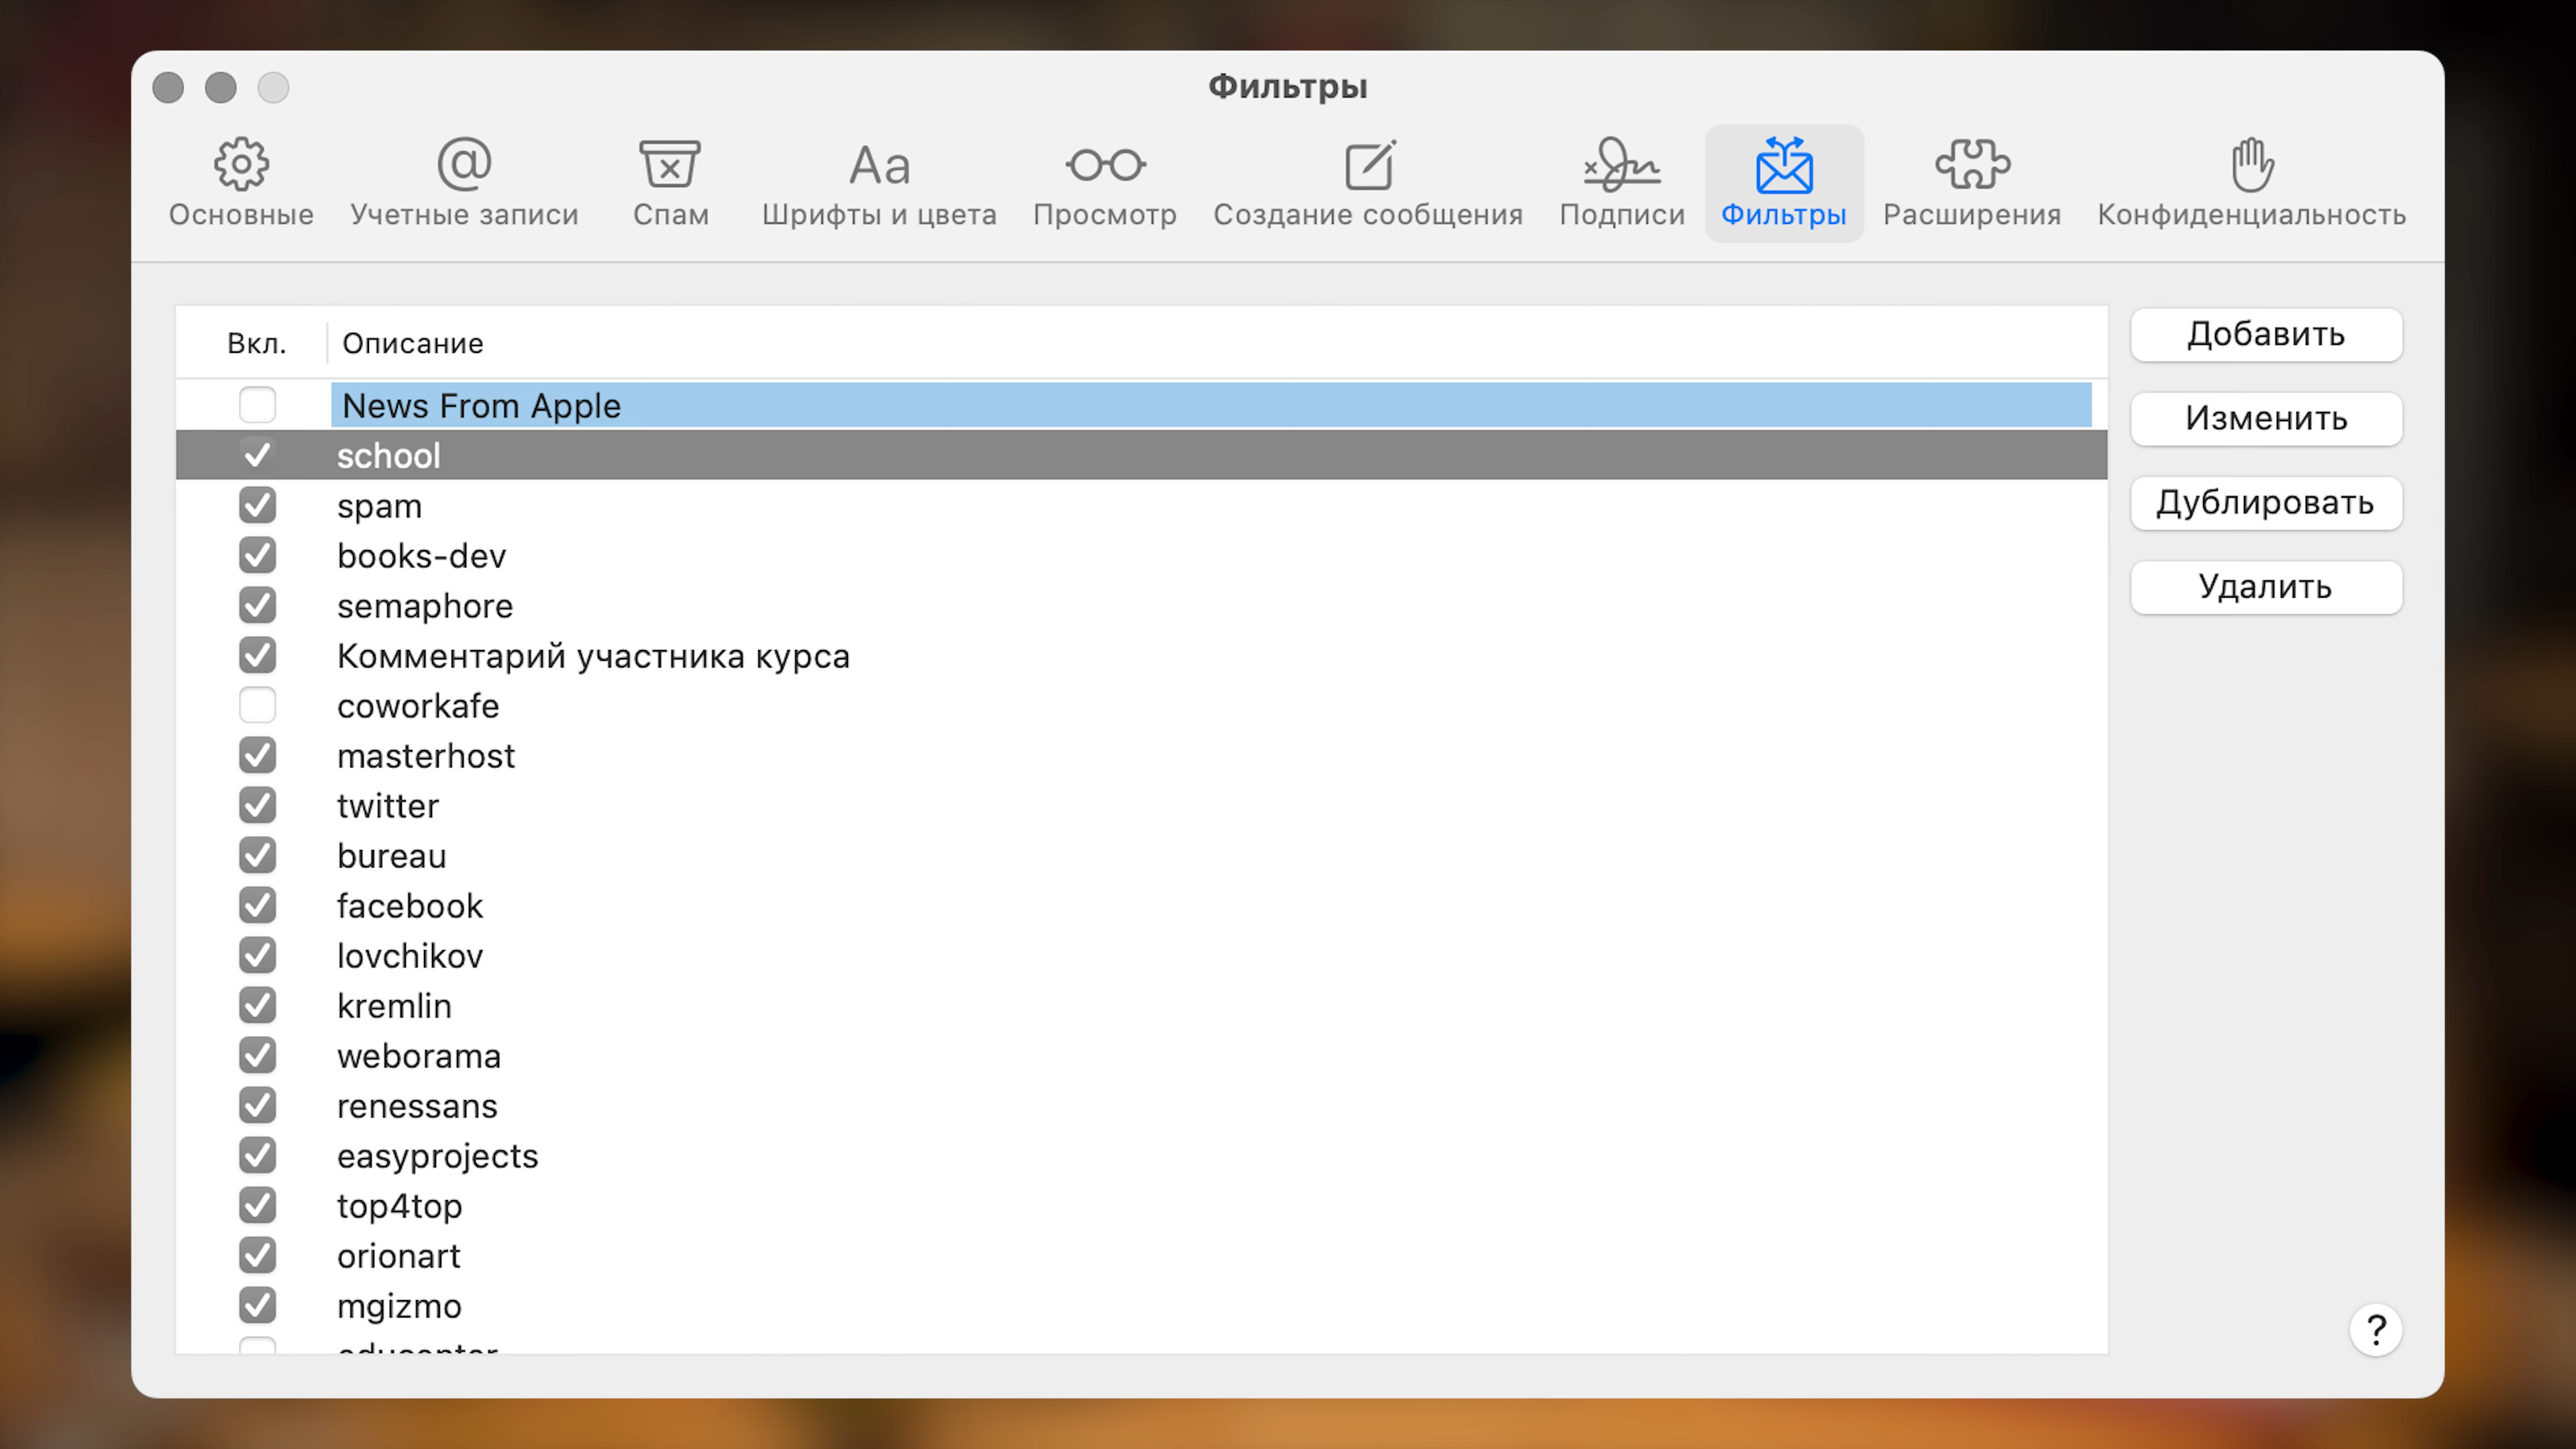 Фильтры
Основные
Учетные записи
Спам
Aa
Шрифты и цвета
Просмотр
Создание сообщения
Подписи
Фильтры
Расширения
Конфиденциальность
Вкл. Описание
News From Apple
school
spam
books-dev
semaphore
Комментарий участника курса
coworkafe
masterhost
twitter
bureau
facebook
lovchikov
kremlin
weborama
renessans
easyprojects
top4top
orionart
mgizmo
Добавить
Изменить
Дублировать
Удалить
?